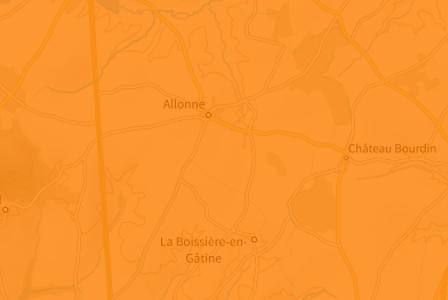 Allonne
Château Bourdin
La Boissière-en-
Gâtine